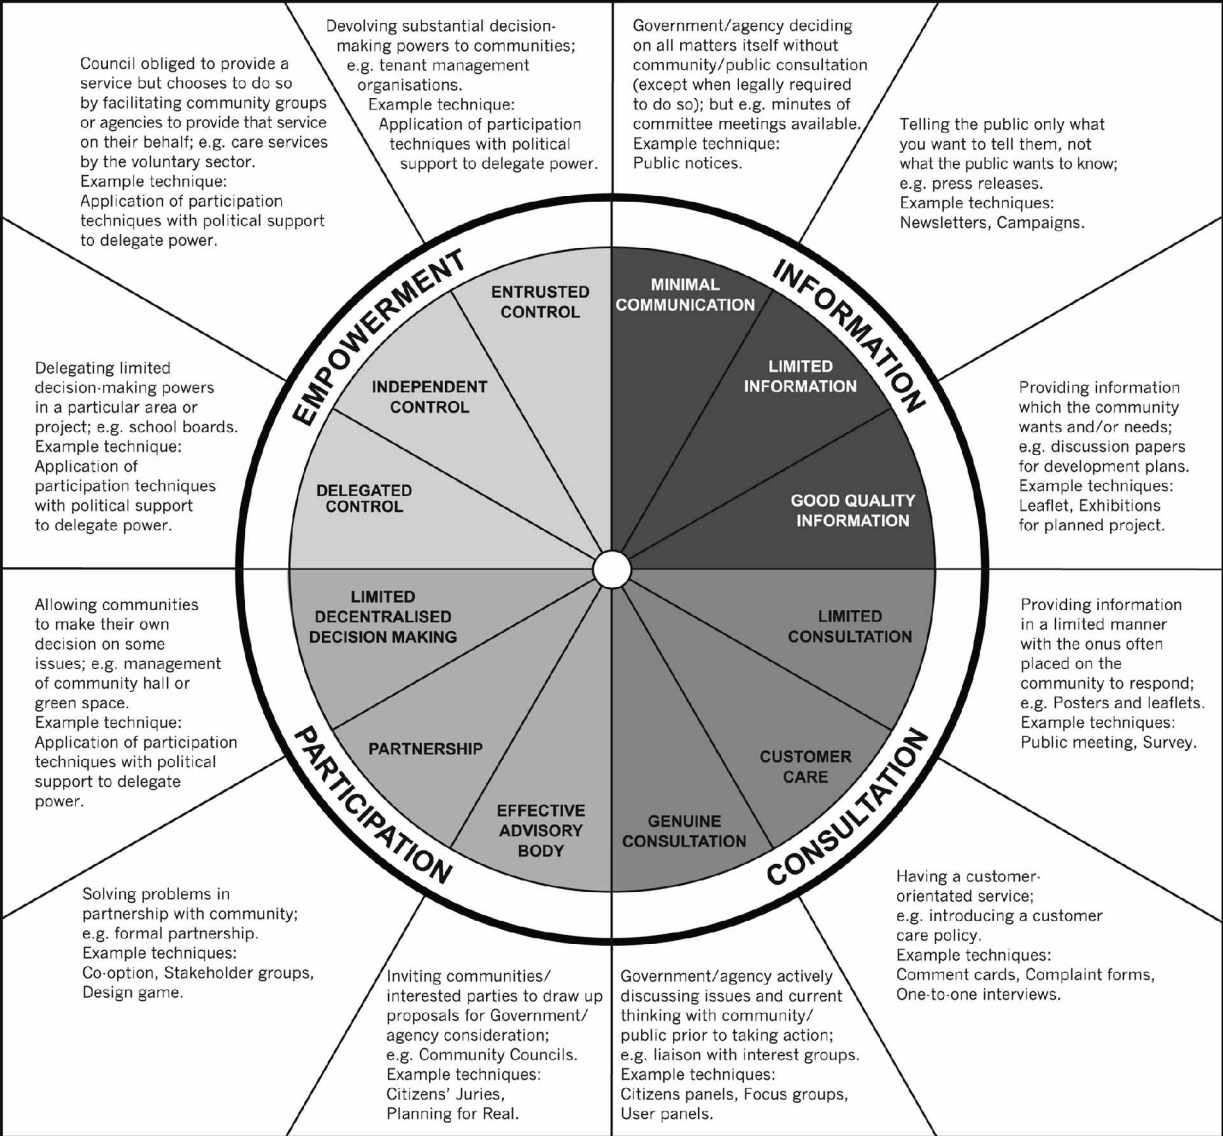 Devolving substantial decision-
making powers to communities;
e.g. tenant management
organisations.
Example technique:
Application of participation
techniques with political
support to delegate power.
Government/agency deciding
on all matters itself without
community/public consultation
(except when legally required
to do so); but e.g. minutes of
committee meetings available.
Example technique:
Public notices.
Council obliged to provide a
service but chooses to do so
by facilitating community groups
or agencies to provide that service
on their behalf; e.g. care services
by the voluntary sector.
Example technique:
Application of participation
techniques with political support
to delegate power.
Telling the public only what
you want to tell them, not
what the public wants to know;
e.g. press releases.
Example techniques:
Newsletters, Campaigns.
EMPOWERMENT
INFORMATION
ENTRUSTED
CONTROL
MINIMAL
COMMUNICATION
INDEPENDENT
CONTROL
LIMITED
INFORMATION
Delegating limited
decision-making powers
in a particular area or
project; e.g. school boards.
Example technique:
Application of
participation techniques
with political support
to delegate power.
DELEGATED
CONTROL
GOOD QUALITY
INFORMATION
Providing information
which the community
wants and/or needs;
e.g. discussion papers
for development plans.
Example techniques:
Leaflet, Exhibitions
for planned project.
Allowing communities
to make their own
decision on some
issues; e.g. management
of community hall or
green space.
Example technique:
Application of participation
techniques with political
support to delegate
power.
LIMITED
DECENTRALISED
DECISION MAKING
LIMITED
CONSULTATION
Providing information
in a limited manner
with the onus often
placed on the
community to respond;
e.g. Posters and leaflets.
Example techniques:
Public meeting, Survey.
PARTNERSHIP
CUSTOMER
CARE
EFFECTIVE
ADVISORY
BODY
GENUINE
CONSULTATION
PARTICIPATION
CONSULTATION
Solving problems in
partnership with community;
e.g. formal partnership.
Example techniques:
Co-option, Stakeholder groups,
Design game.
Having a customer-
orientated service;
e.g. introducing a customer
care policy.
Example techniques:
Comment cards, Complaint forms,
One-to-one interviews.
Inviting communities/
interested parties to draw up
proposals for Government/
agency consideration;
e.g. Community Councils.
Example techniques:
Citizens' Juries,
Planning for Real.
Government/agency actively
discussing issues and current
thinking with community/
public prior to taking action;
e.g. liaison with interest groups.
Example techniques:
Citizens panels, Focus groups,
User panels.